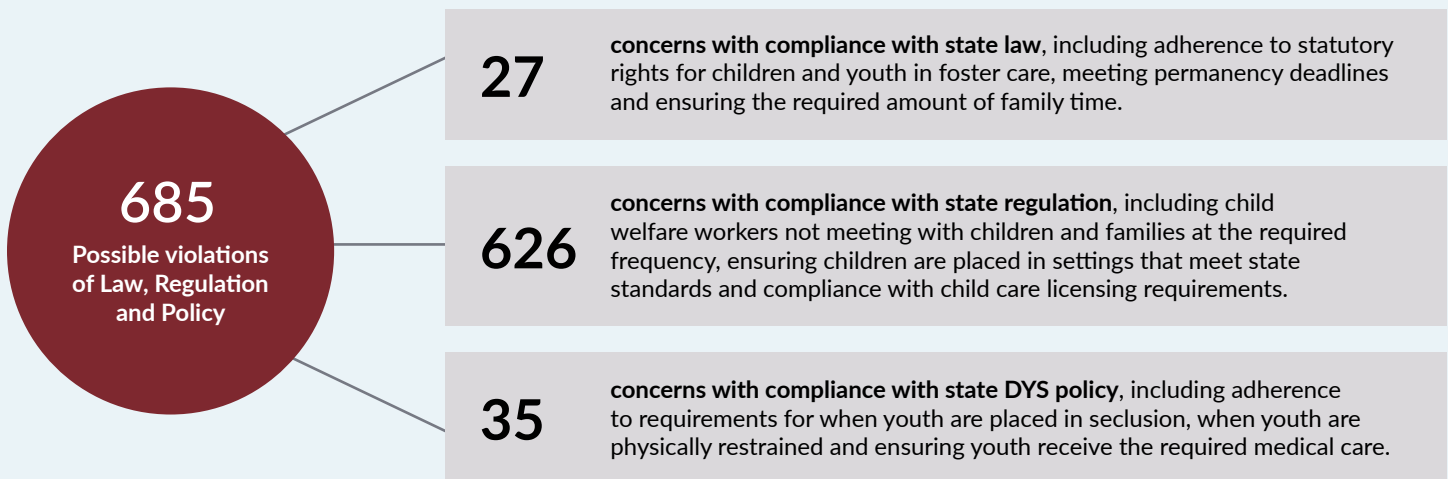 685
Possible violations
of Law, Regulation
and Policy
27
concerns with compliance with state law, including adherence to statutory
rights for children and youth in foster care, meeting permanency deadlines
and ensuring the required amount of family time.
626
concerns with compliance with state regulation, including child
welfare workers not meeting with children and families at the required
frequency, ensuring children are placed in settings that meet state
standards and compliance with child care licensing requirements.
35
concerns with compliance with state DYS policy, including adherence
to requirements for when youth are placed in seclusion, when youth are
physically restrained and ensuring youth receive the required medical care.